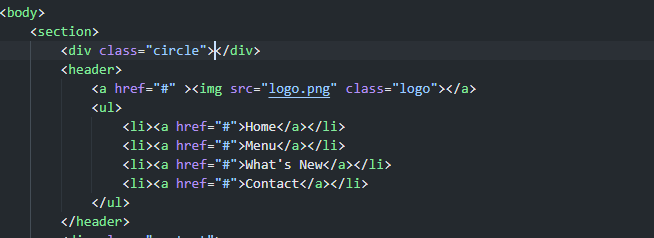 <body>
<section>
<div class="circle"></div>
<header>
<a href="#" ><img src="logo.png" class="logo"></a>
<ul>
<li><a href="#">Home</a></li>
<li><a href="#">Menu</a></li>
<li><a href="#">What's New</a></li>
<li><a href="#">Contact</a></li>
</ul>
</header>